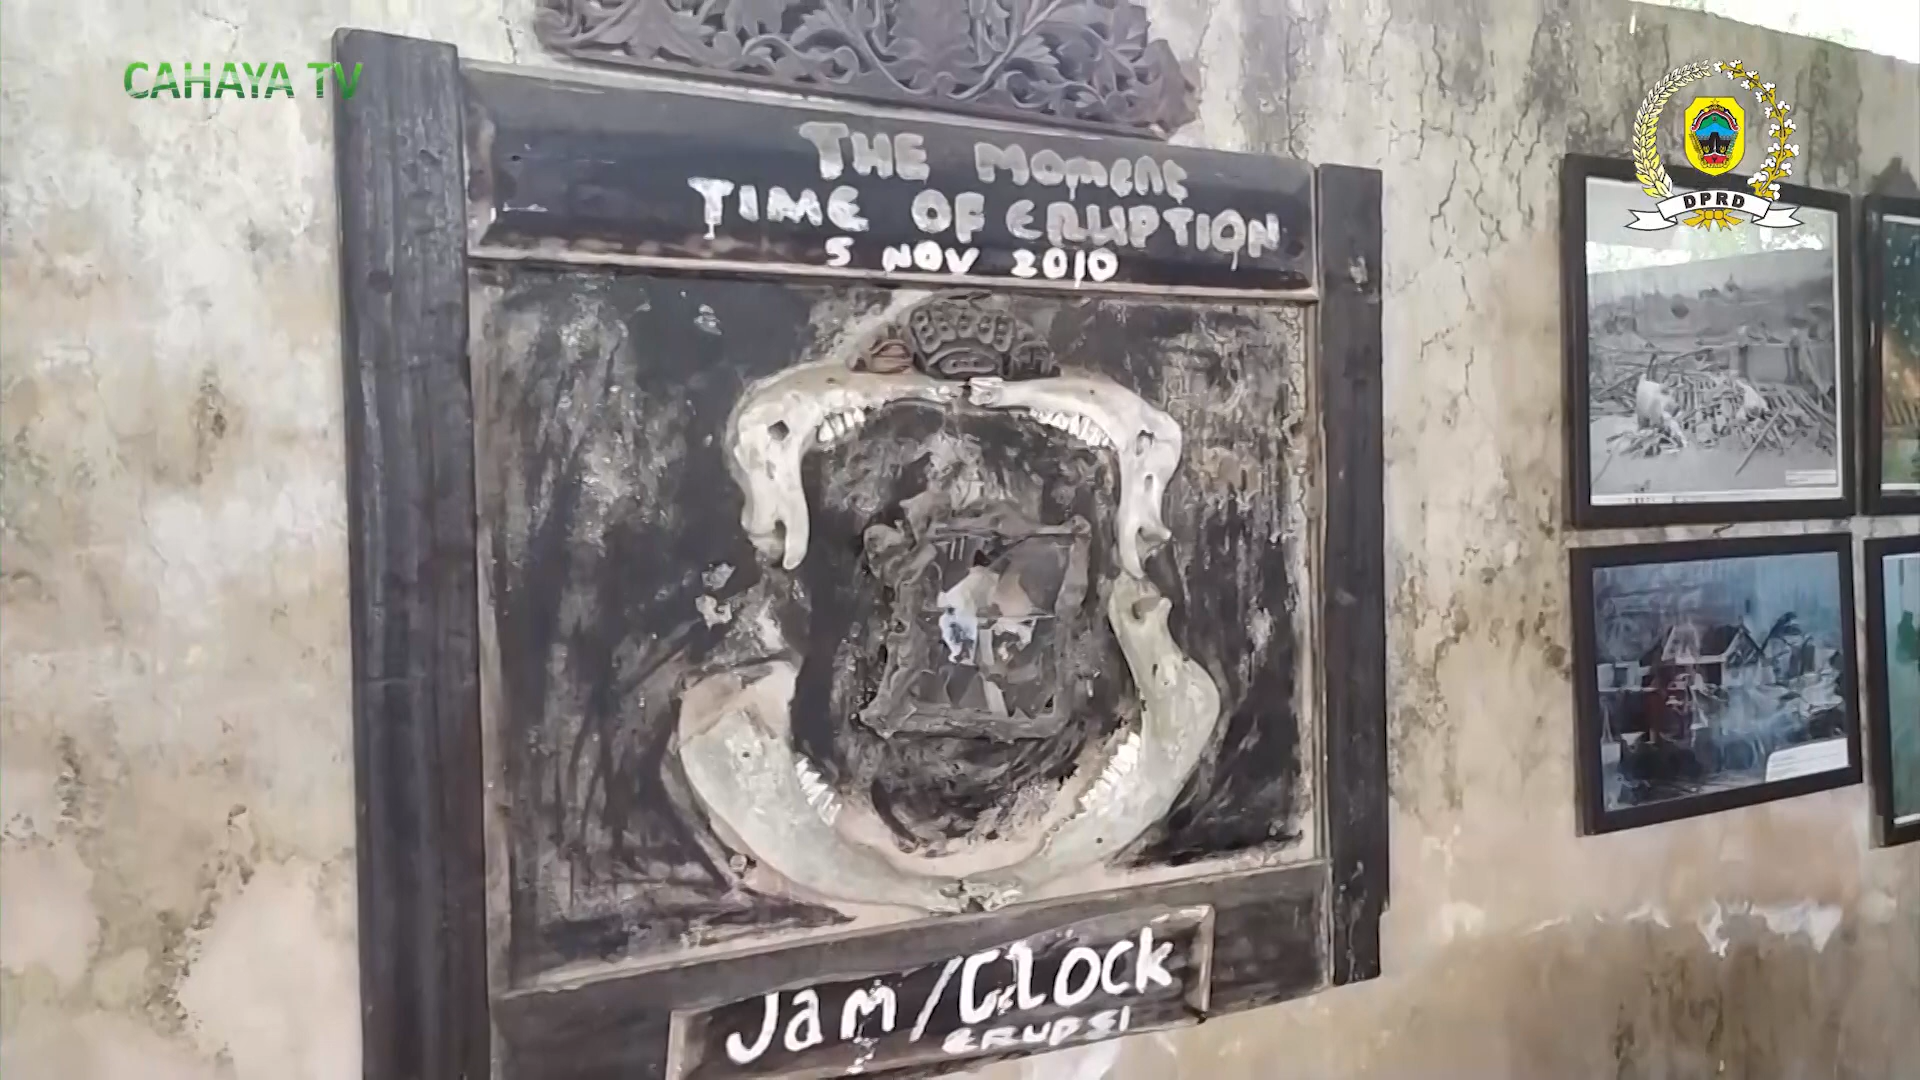 CAHAYA TV
DPRD
THE MOMENt
TIME OF ERUPTION
5 NOV 2010
Jam/CLOCK
ERUPSI